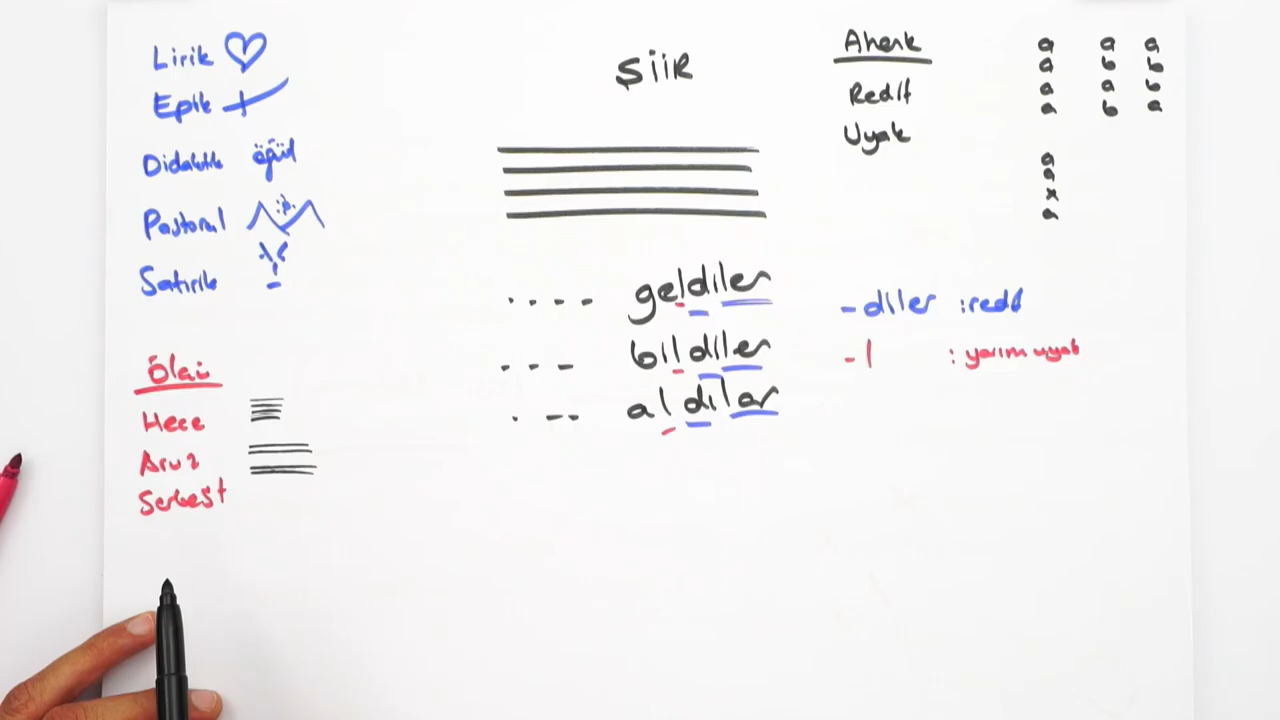 ŞiiR
Lirik
Epik
Didaktik öğüt
Pastoral
Satirik
Ölçü
Hece
Aruz
Serbest
.... geldiler
... bildiler
... aldılar
Ahenk
Redif
Uyak
a a a
a b b
a a b
a b a
a
a
x
a
- diler : redif
- l : yarım uyak